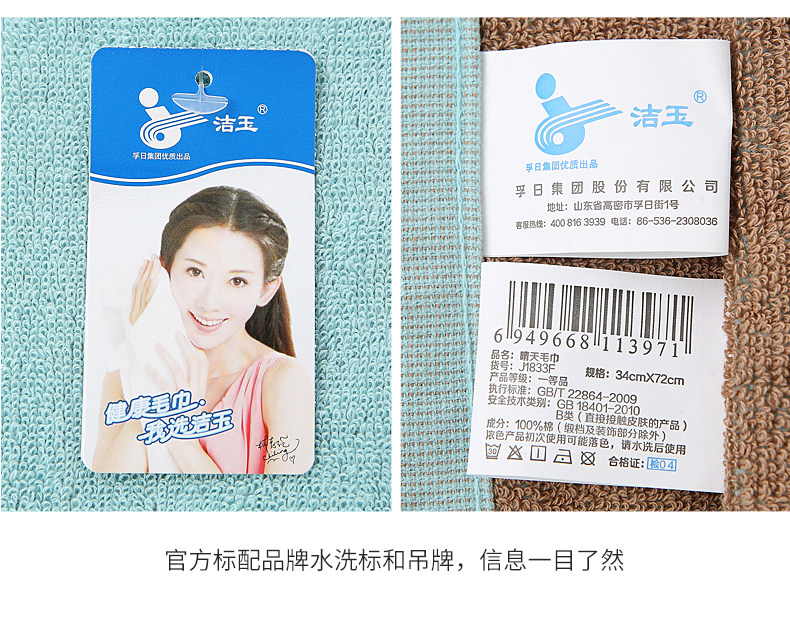 洁玉®
孚日集团优质出品
健康毛巾·
我选洁玉
洁玉®
孚日集团优质出品
孚日集团股份有限公司
地址：山东省高密市孚日街1号
客服热线：400 816 3939 电话：86-536-2308036
6 949668 113971
品名：晴天毛巾
货号：J1833F
规格：34cmX72cm
产品等级：一等品
执行标准：GB/T 22864-2009
安全技术类别：GB 18401-2010
B类（直接接触皮肤的产品）
成分：100%棉（缎档及装饰部分除外）
浓色产品初次使用可能落色，请水洗后使用
合格证：检04
官方标配品牌水洗标和吊牌，信息一目了然